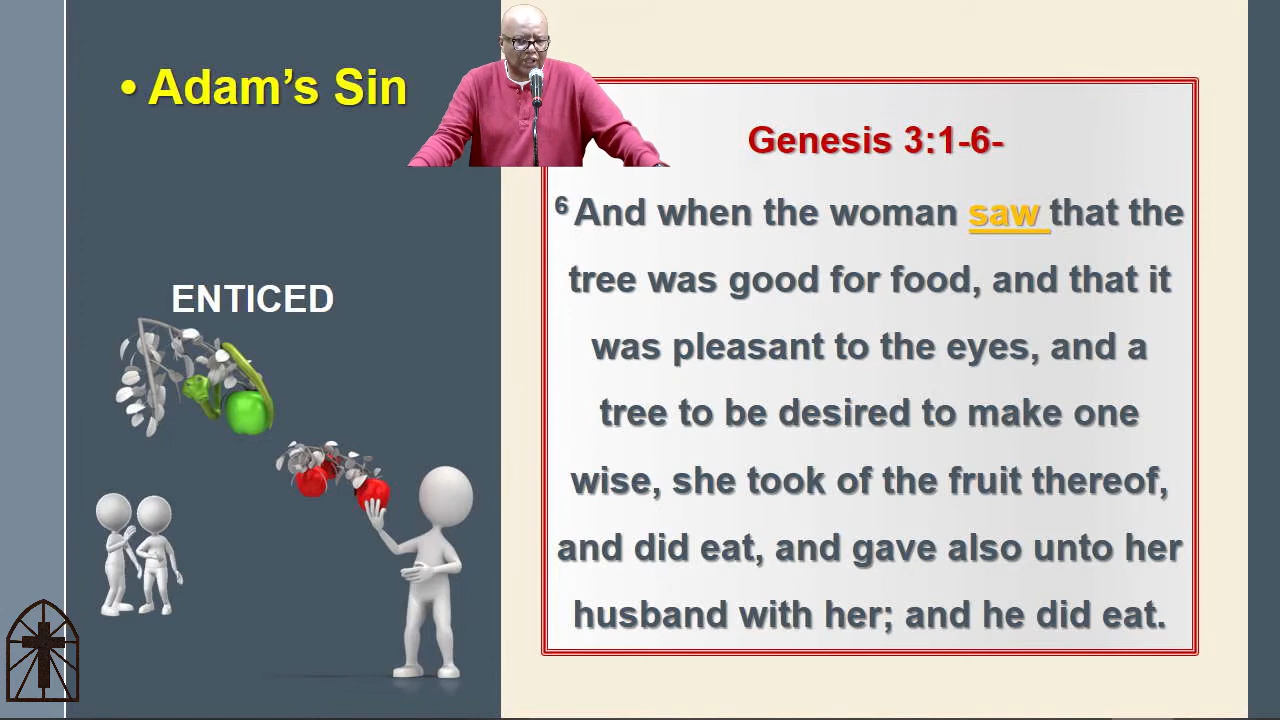 • Adam’s Sin
ENTICED
Genesis 3:1-6-
6 And when the woman saw that the
tree was good for food, and that it
was pleasant to the eyes, and a
tree to be desired to make one
wise, she took of the fruit thereof,
and did eat, and gave also unto her
husband with her; and he did eat.